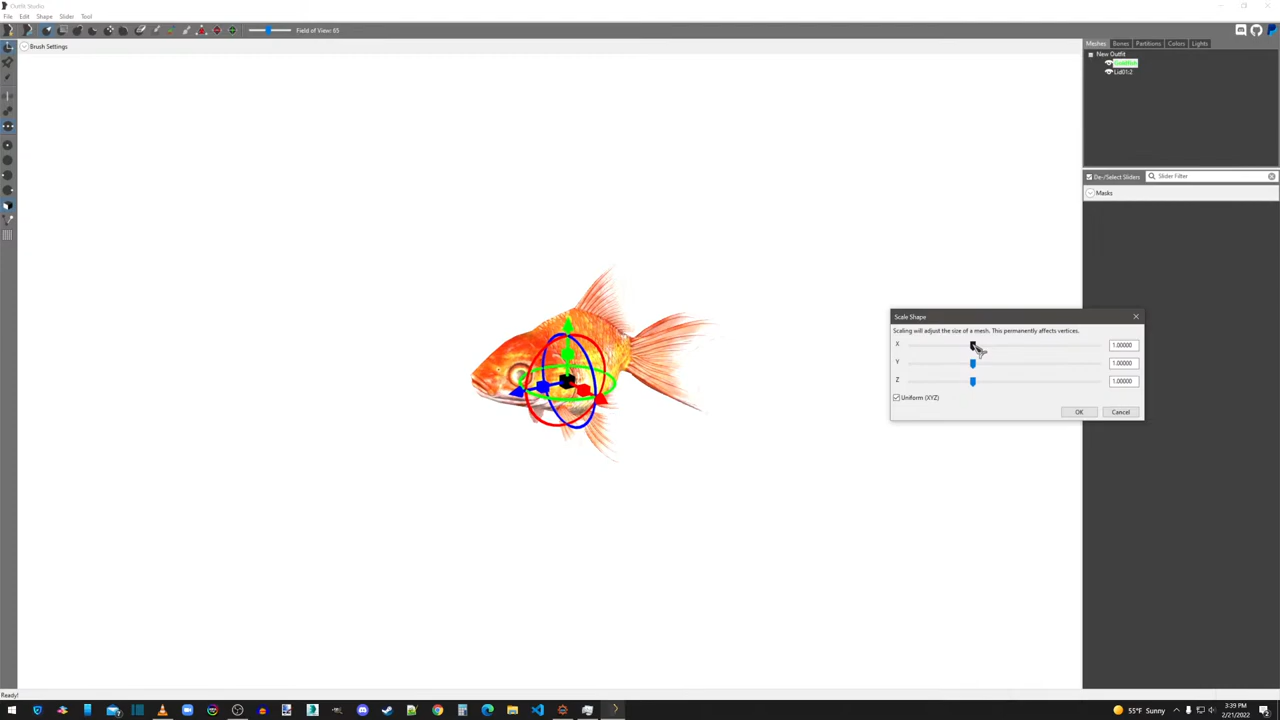 Outfit Studio
File Edit Shape Slider Tool
Field of View: 65
Brush Settings
Meshes Bones Partitions Colors Lights
New Outfit
Goldfish
Lid01:2
De-/Select Sliders Slider Filter
Masks
Scale Shape
Scaling will adjust the size of a mesh. This permanently affects vertices.
X 1.00000
Y 1.00000
Z 1.00000
Uniform (XYZ)
OK Cancel
Ready!
55°F Sunny 3:39 PM
2/21/2022